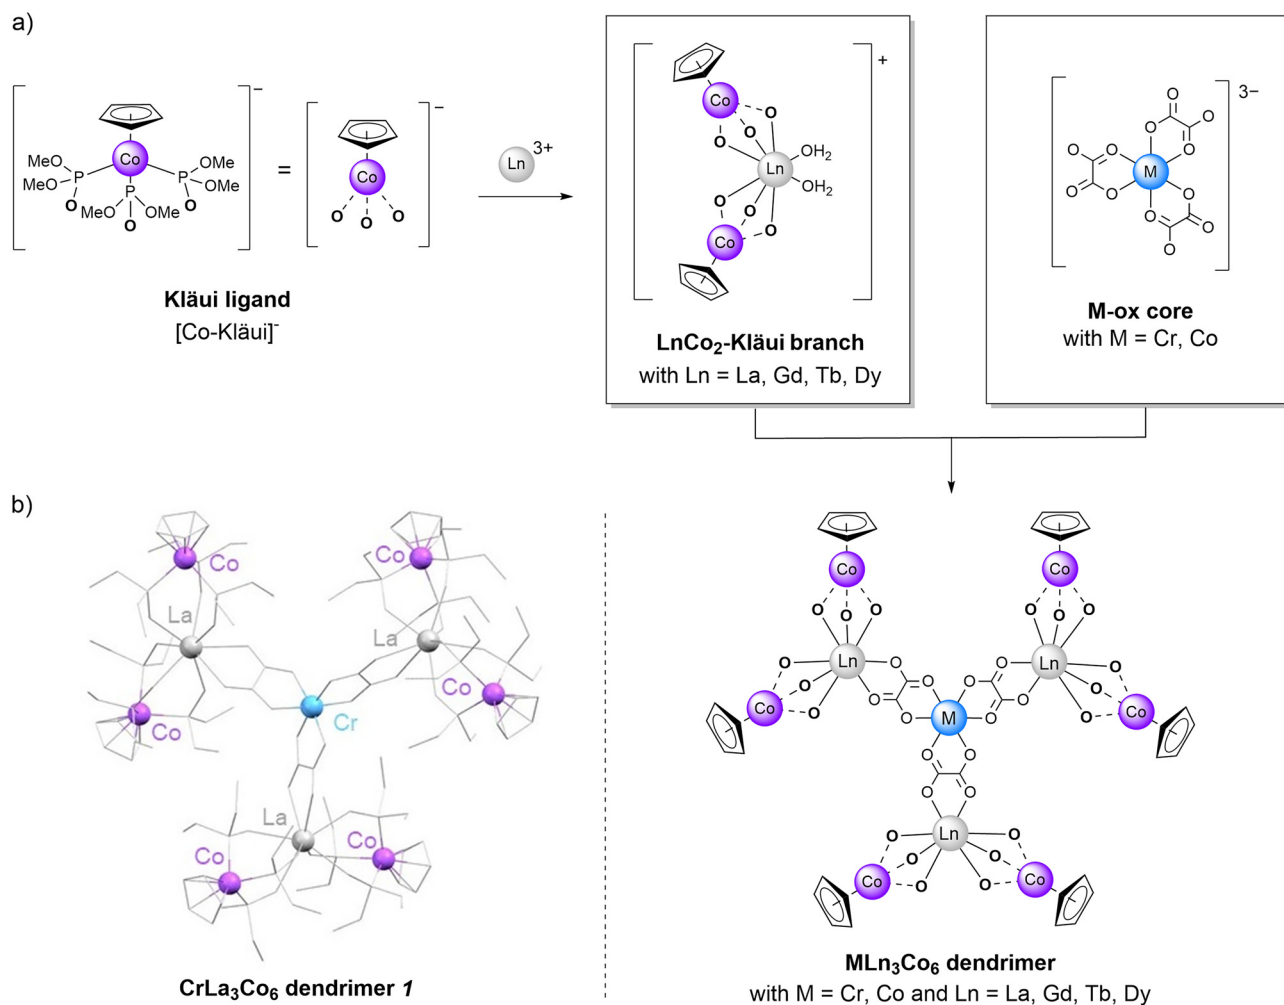 a)
−
Co
OMe
MeO
P
O
P
MeO
OMe
O
P
OMe
OMe
O
=
−
Co
O
O
O
Ln
3+
Kläui ligand
[Co-Kläui]⁻
+
Co
O
O
O
Ln
OH₂
OH₂
O
O
O
Co
LnCo₂-Kläui branch
with Ln = La, Gd, Tb, Dy
3−
O
O
O
O
O
O
O
O
O
O
O
O
M
M-ox core
with M = Cr, Co
b)
Co
Co
La
La
Co
Co
Cr
La
Co
Co
CrLa₃Co₆ dendrimer 1
Co
Co
O
O
O
O
O
O
Ln
Ln
O
O
O
O
O
O
O
O
O
O
O
O
O
O
Co
Co
M
O
O
O
O
Ln
O
O
O
O
O
O
Co
Co
MLn₃Co₆ dendrimer
with M = Cr, Co and Ln = La, Gd, Tb, Dy